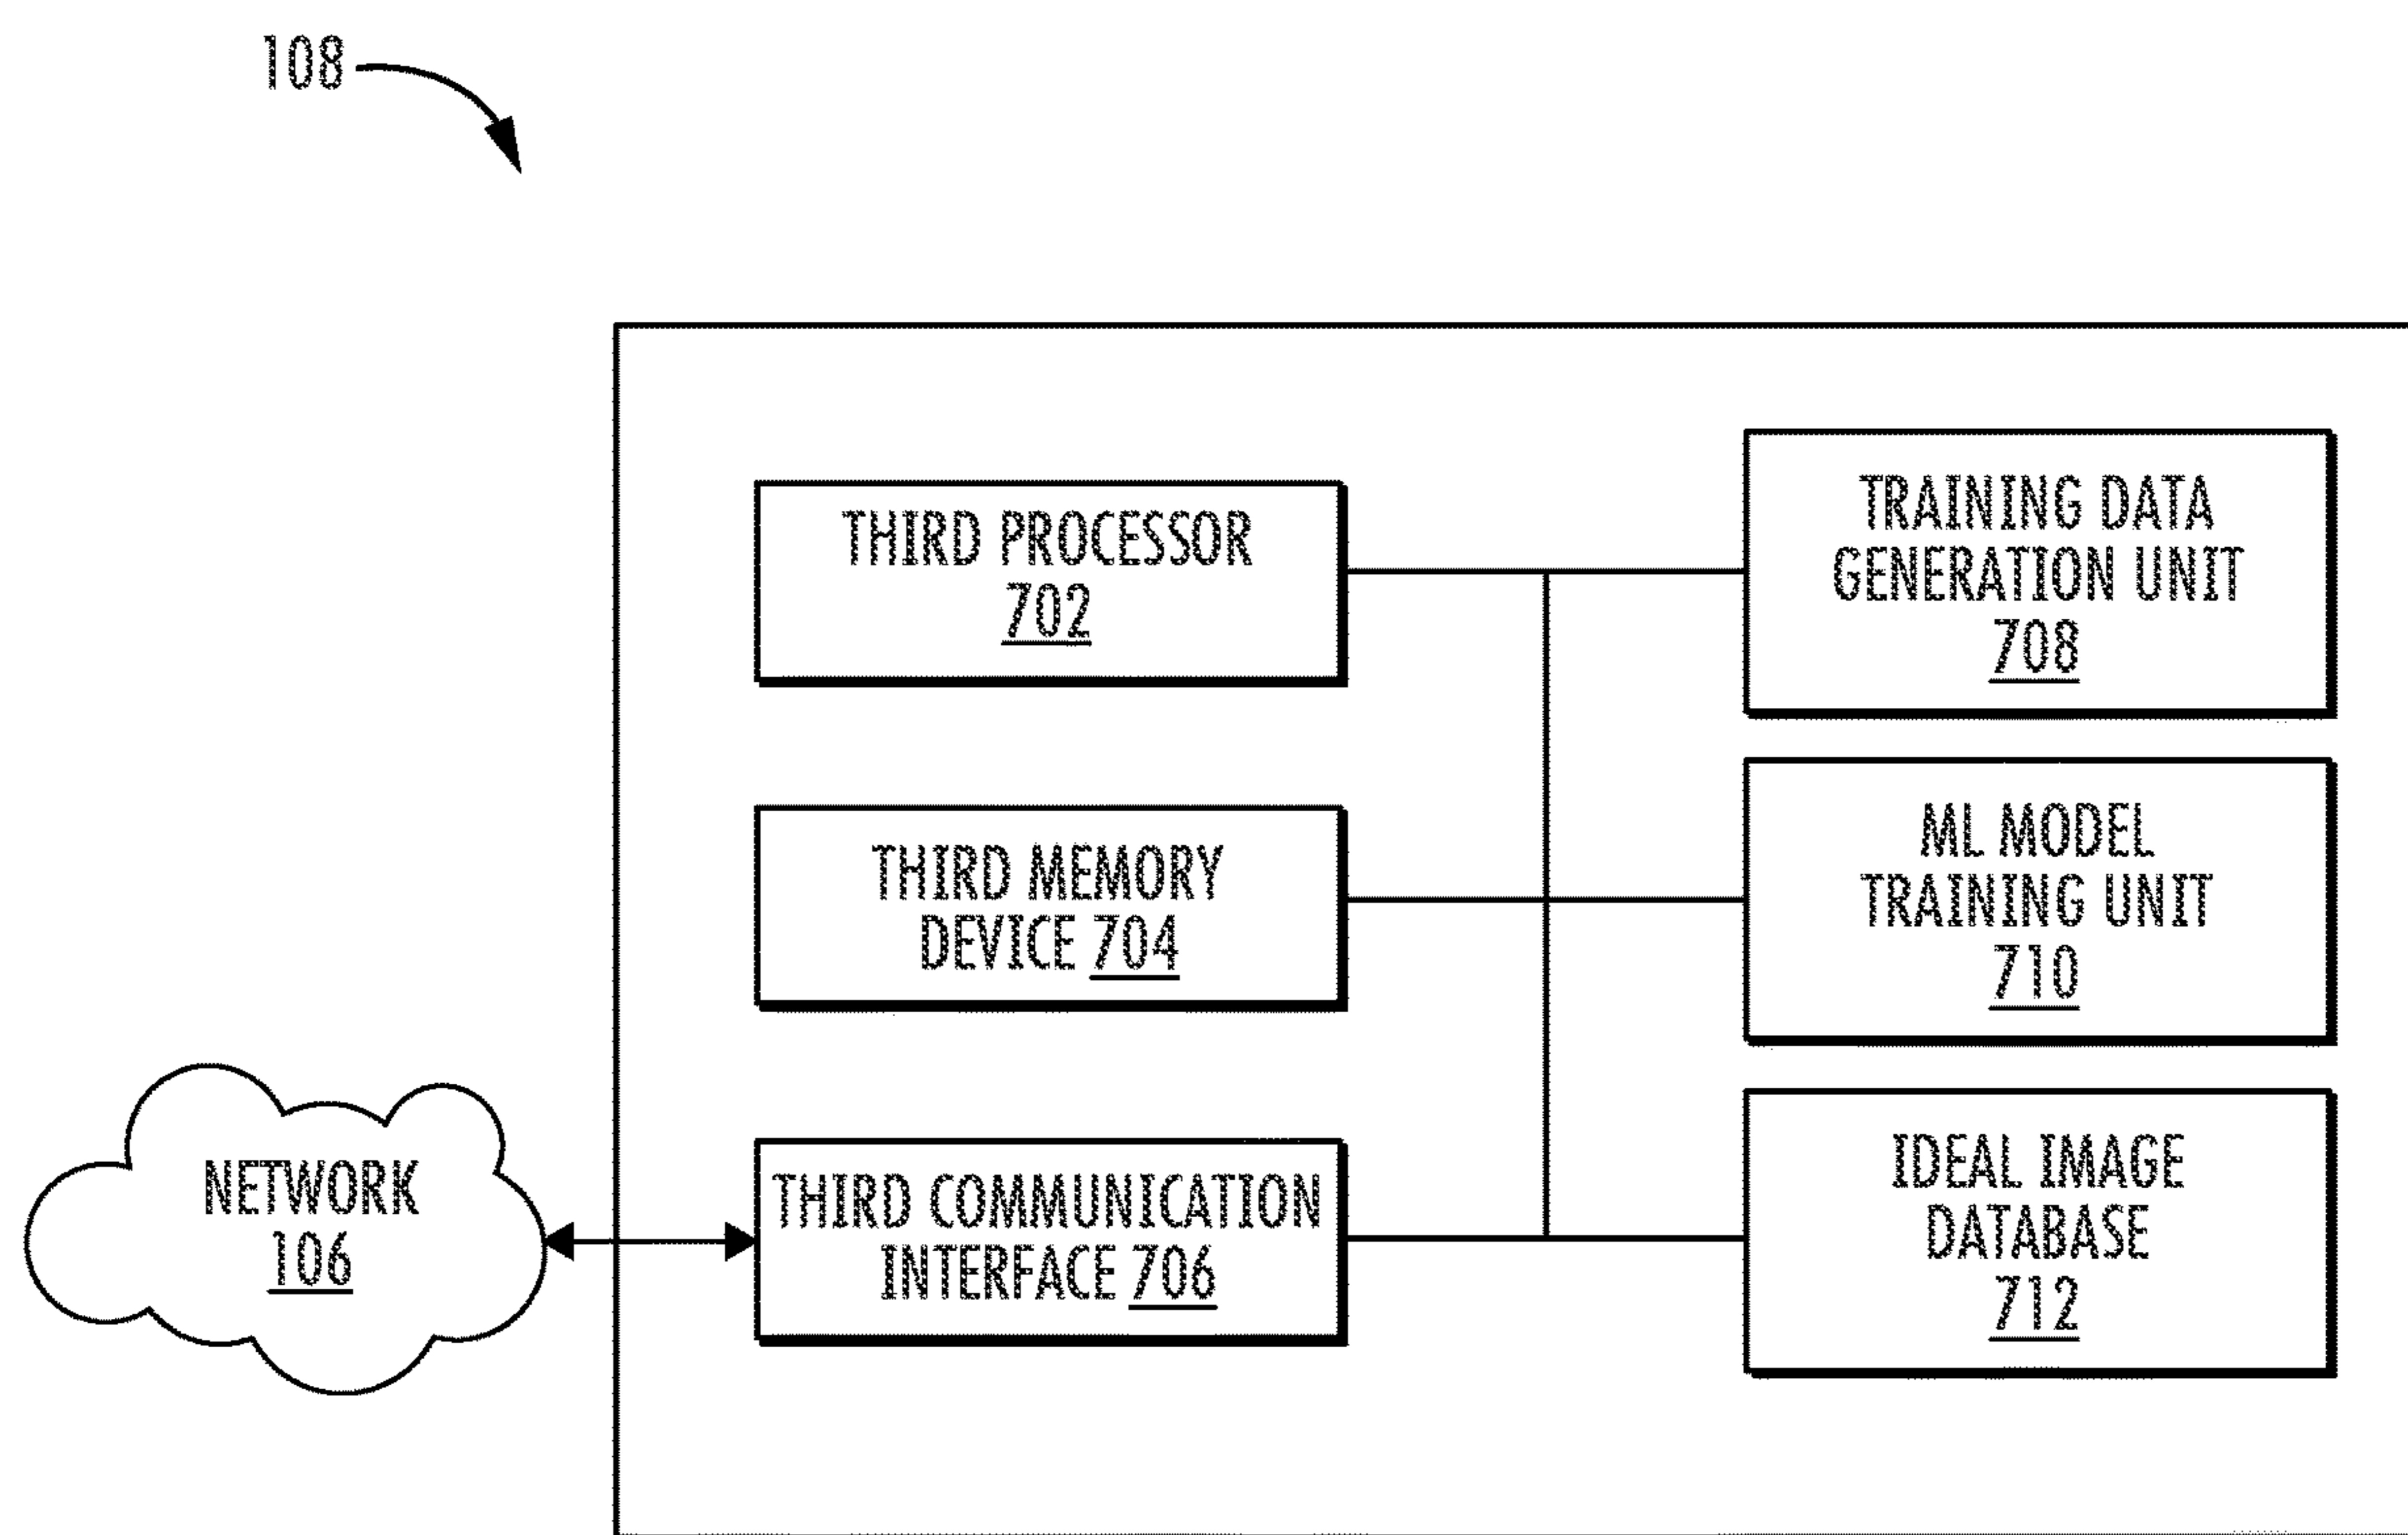 108
THIRD PROCESSOR
702
THIRD MEMORY
DEVICE 704
THIRD COMMUNICATION
INTERFACE 706
TRAINING DATA
GENERATION UNIT
708
ML MODEL
TRAINING UNIT
710
IDEAL IMAGE
DATABASE
712
NETWORK
106